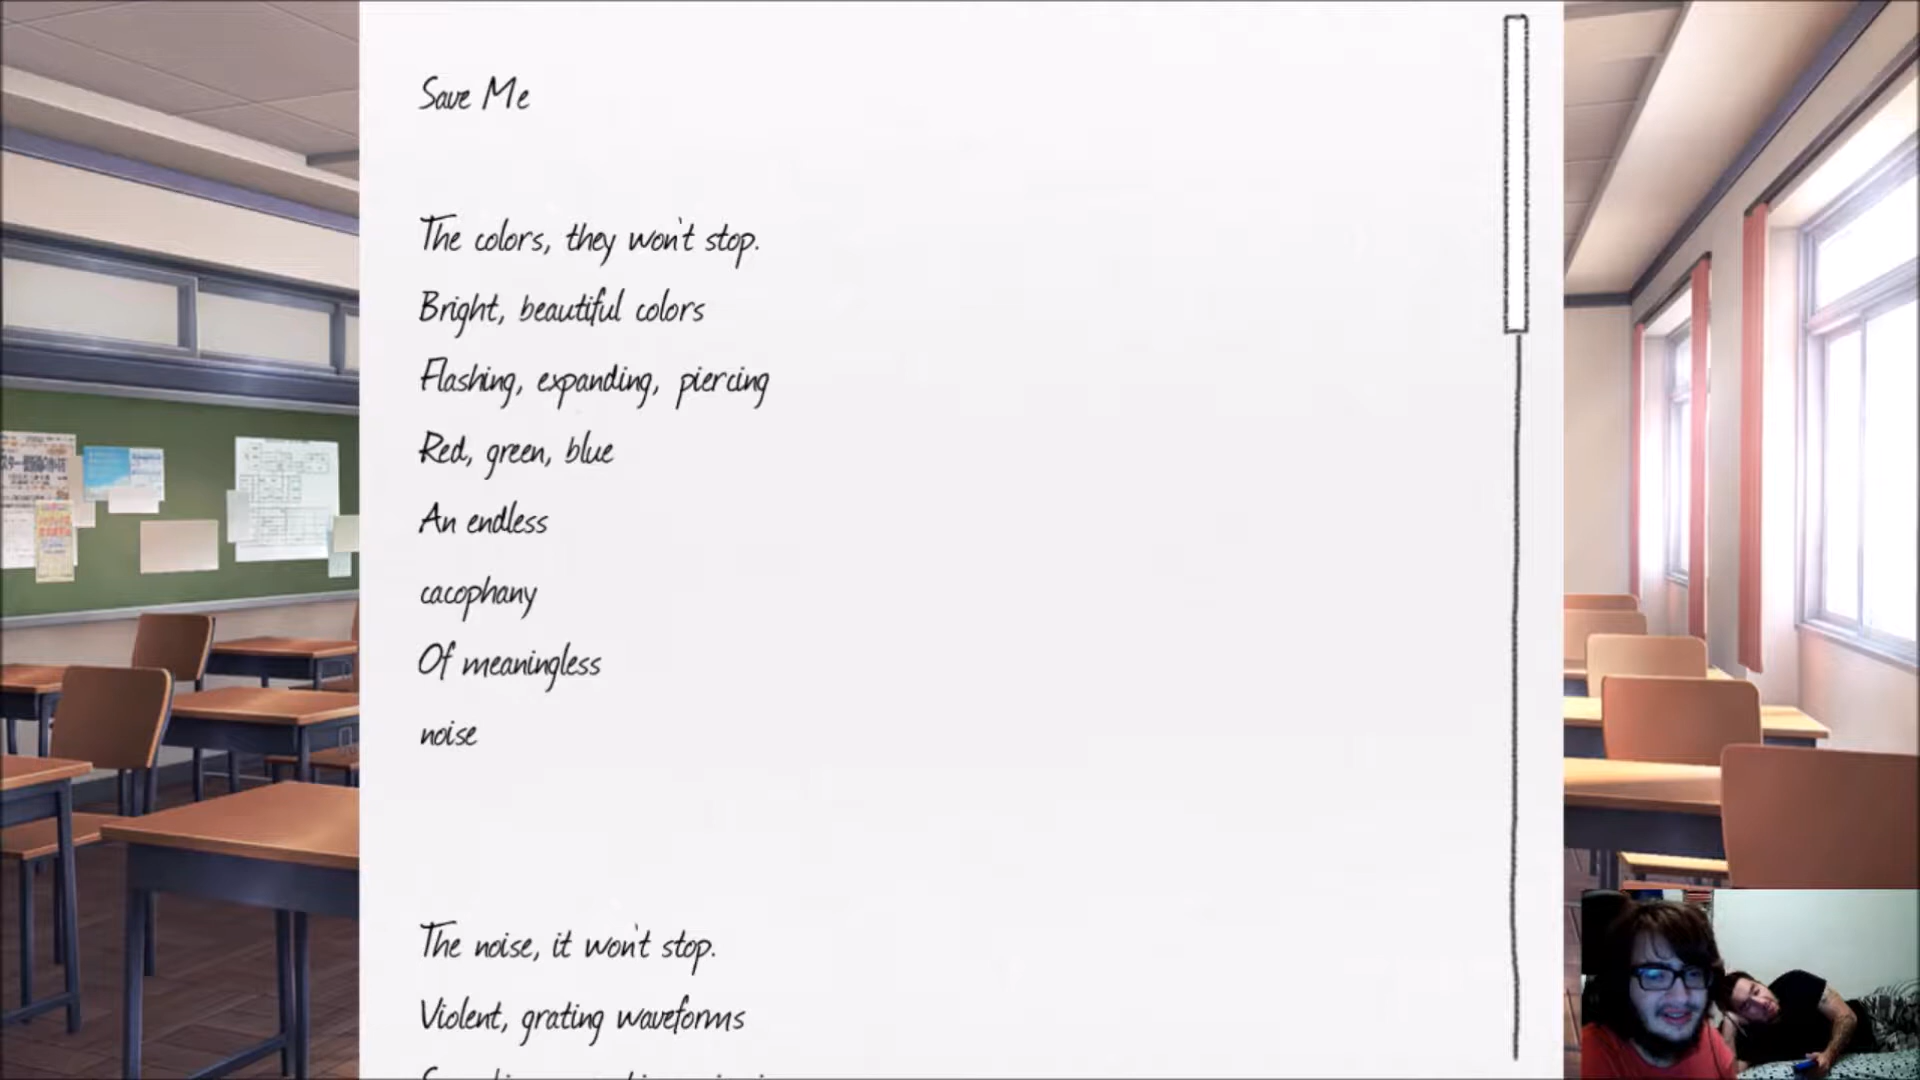 Save Me
The colors, they won't stop.
Bright, beautiful colors
Flashing, expanding, piercing
Red, green, blue
An endless
cacophany
Of meaningless
noise
The noise, it won't stop.
Violent, grating waveforms